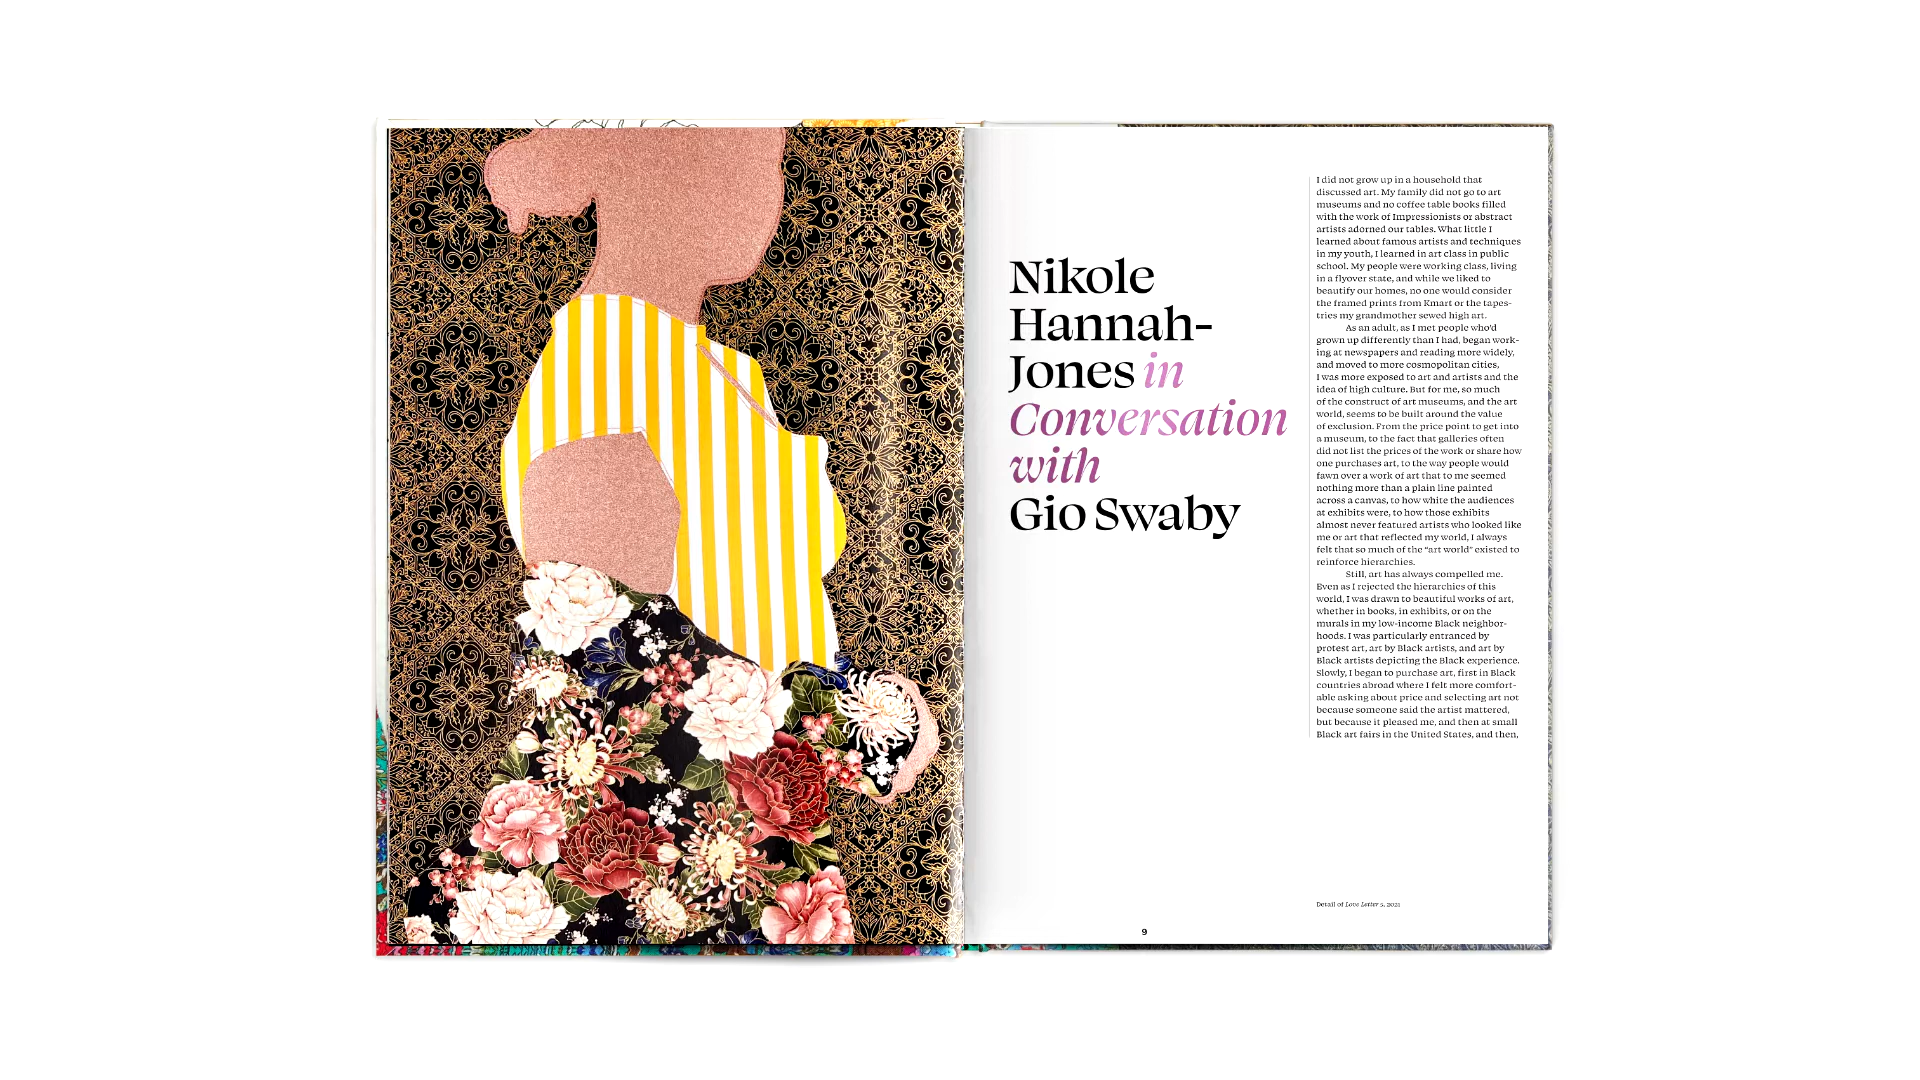 Nikole
Hannah-
Jones in
Conversation
with
Gio Swaby
I did not grow up in a household that
discussed art. My family did not go to art
museums and no coffee table books filled
with the work of Impressionists or abstract
artists adorned our tables. What little I
learned about famous artists and techniques
in my youth, I learned in art class in public
school. My people were working class, living
in a flyover state, and while we liked to
beautify our homes, no one would consider
the framed prints from Kmart or the tapes-
tries my grandmother sewed high art.
As an adult, as I met people who'd
grown up differently than I had, began work-
ing at newspapers and reading more widely,
and moved to more cosmopolitan cities,
I was more exposed to art and artists and the
idea of high culture. But for me, so much
of the construct of art museums, and the art
world, seems to be built around the value
of exclusion. From the price point to get into
a museum, to the fact that galleries often
did not list the prices of the work or share how
one purchases art, to the way people would
fawn over a work of art that to me seemed
nothing more than a plain line painted
across a canvas, to how white the audiences
at exhibits were, to how those exhibits
almost never featured artists who looked like
me or art that reflected my world, I always
felt that so much of the “art world” existed to
reinforce hierarchies.
Still, art has always compelled me.
Even as I rejected the hierarchies of this
world, I was drawn to beautiful works of art,
whether in books, in exhibits, or on the
murals in my low-income Black neighbor-
hoods. I was particularly entranced by
protest art, art by Black artists, and art by
Black artists depicting the Black experience.
Slowly, I began to purchase art, first in Black
countries abroad where I felt more comfort-
able asking about price and selecting art not
because someone said the artist mattered,
but because it pleased me, and then at small
Black art fairs in the United States, and then,
Detail of Love Letter 5, 2021
9